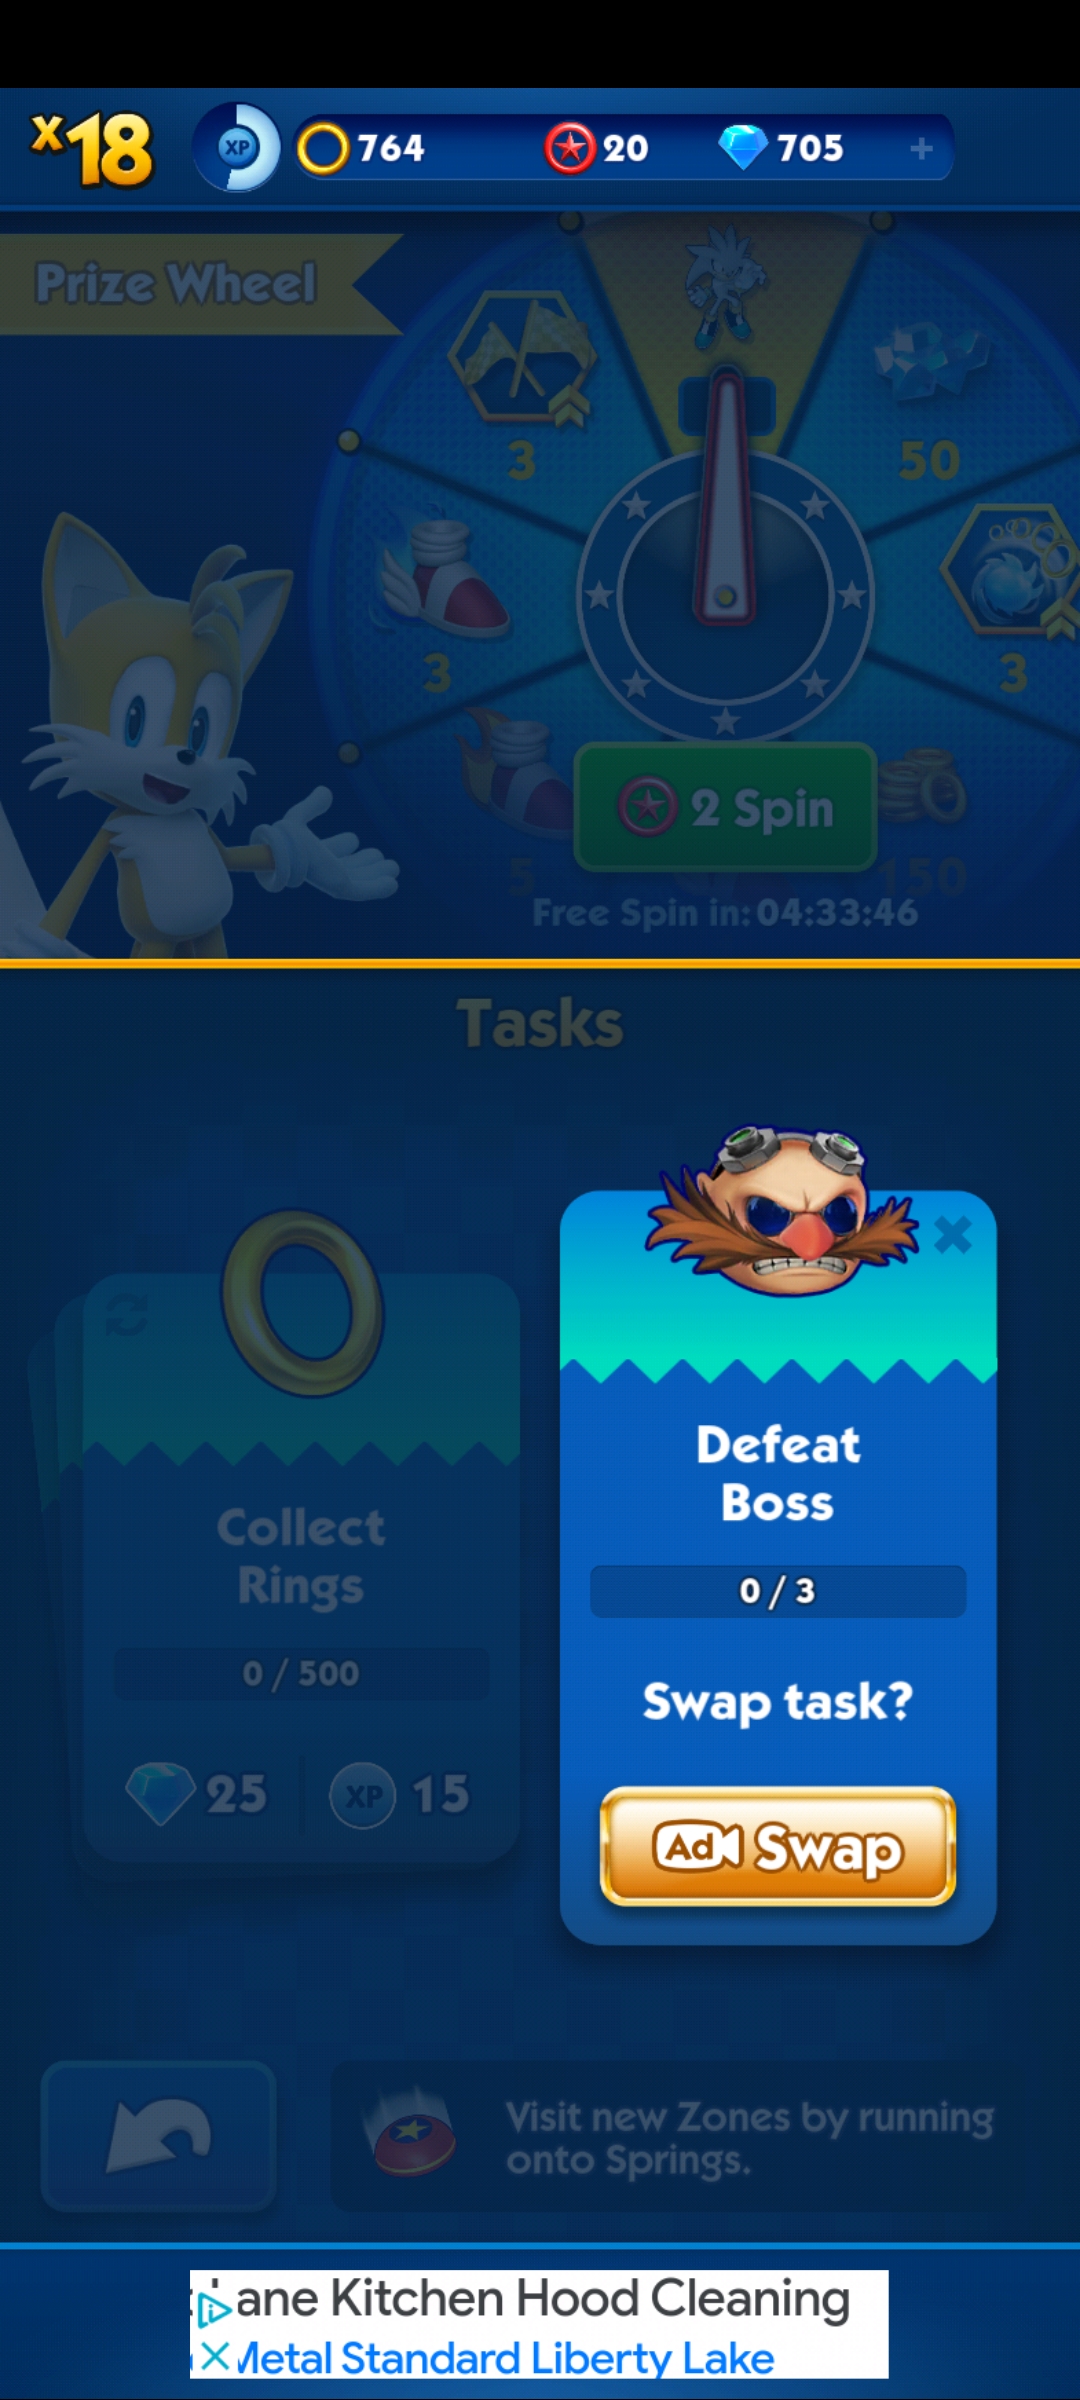 x18
XP
764
20
705
+
Prize Wheel
3
50
3
3
2 Spin
5
150
Free Spin in: 04:33:46
Tasks
Collect
Rings
0 / 500
25
XP
15
Defeat
Boss
0 / 3
Swap task?
Ad Swap
Visit new Zones by running
onto Springs.
ane Kitchen Hood Cleaning
Metal Standard Liberty Lake